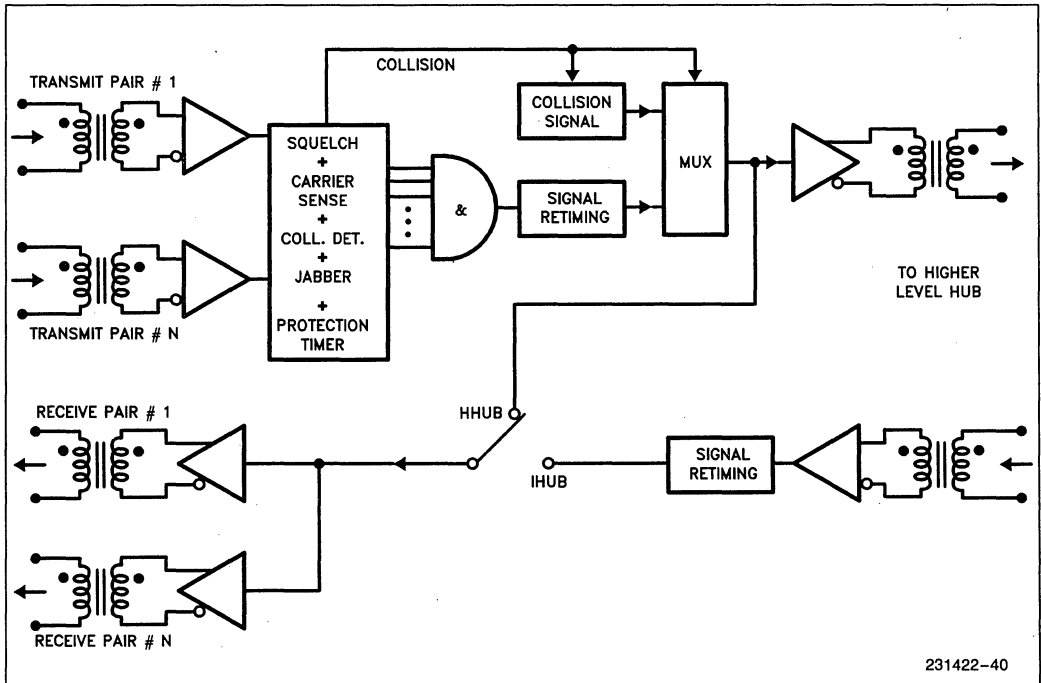 TRANSMIT PAIR # 1
COLLISION
COLLISION
SIGNAL
MUX
SQUELCH
+
CARRIER
SENSE
+
COLL. DET.
+
JABBER
+
PROTECTION
TIMER
&
SIGNAL
RETIMING
TO HIGHER
LEVEL HUB
TRANSMIT PAIR # N
RECEIVE PAIR # 1
HHUB
IHUB
SIGNAL
RETIMING
RECEIVE PAIR # N
231422-40